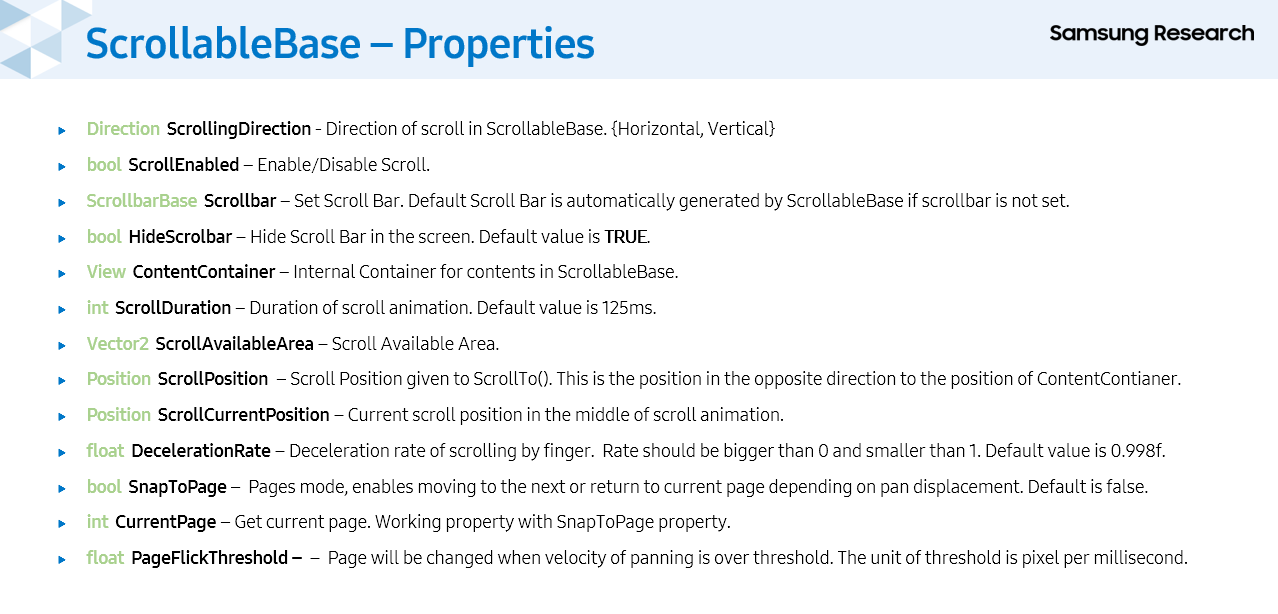 ScrollableBase – Properties
Samsung Research
Direction ScrollingDirection - Direction of scroll in ScrollableBase. {Horizontal, Vertical}
bool ScrollEnabled – Enable/Disable Scroll.
ScrollbarBase Scrollbar – Set Scroll Bar. Default Scroll Bar is automatically generated by ScrollableBase if scrollbar is not set.
bool HideScrolbar – Hide Scroll Bar in the screen. Default value is TRUE.
View ContentContainer – Internal Container for contents in ScrollableBase.
int ScrollDuration – Duration of scroll animation. Default value is 125ms.
Vector2 ScrollAvailableArea – Scroll Available Area.
Position ScrollPosition – Scroll Position given to ScrollTo(). This is the position in the opposite direction to the position of ContentContianer.
Position ScrollCurrentPosition – Current scroll position in the middle of scroll animation.
float DecelerationRate – Deceleration rate of scrolling by finger. Rate should be bigger than 0 and smaller than 1. Default value is 0.998f.
bool SnapToPage – Pages mode, enables moving to the next or return to current page depending on pan displacement. Default is false.
int CurrentPage – Get current page. Working property with SnapToPage property.
float PageFlickThreshold – – Page will be changed when velocity of panning is over threshold. The unit of threshold is pixel per millisecond.